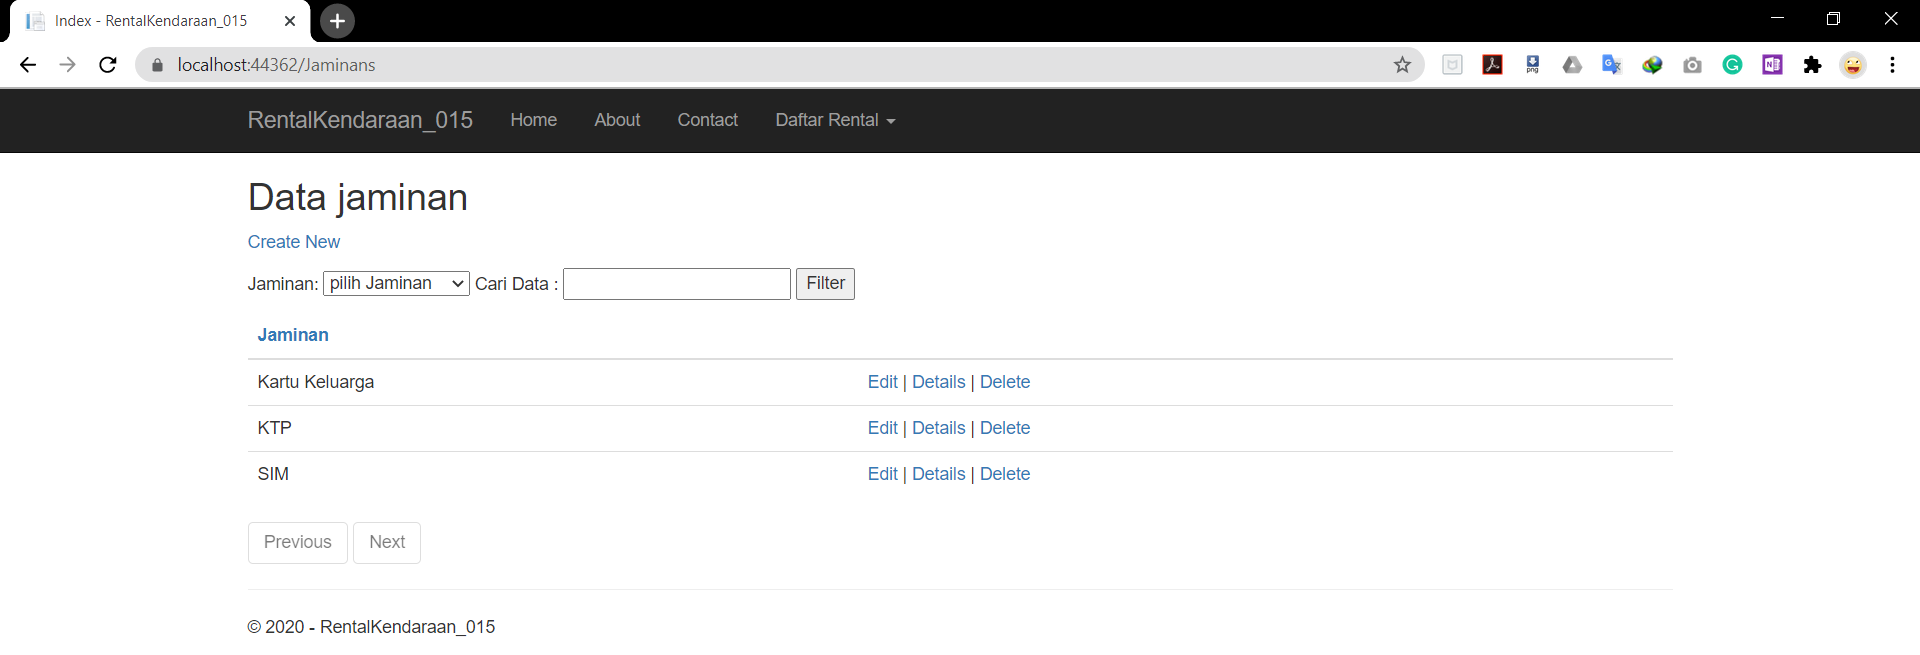 Index - RentalKendaraan_015
localhost:44362/Jaminans
RentalKendaraan_015 Home About Contact Daftar Rental
Data jaminan
Create New
Jaminan: pilih Jaminan Cari Data : Filter
Jaminan
Kartu Keluarga Edit | Details | Delete
KTP Edit | Details | Delete
SIM Edit | Details | Delete
Previous Next
© 2020 - RentalKendaraan_015